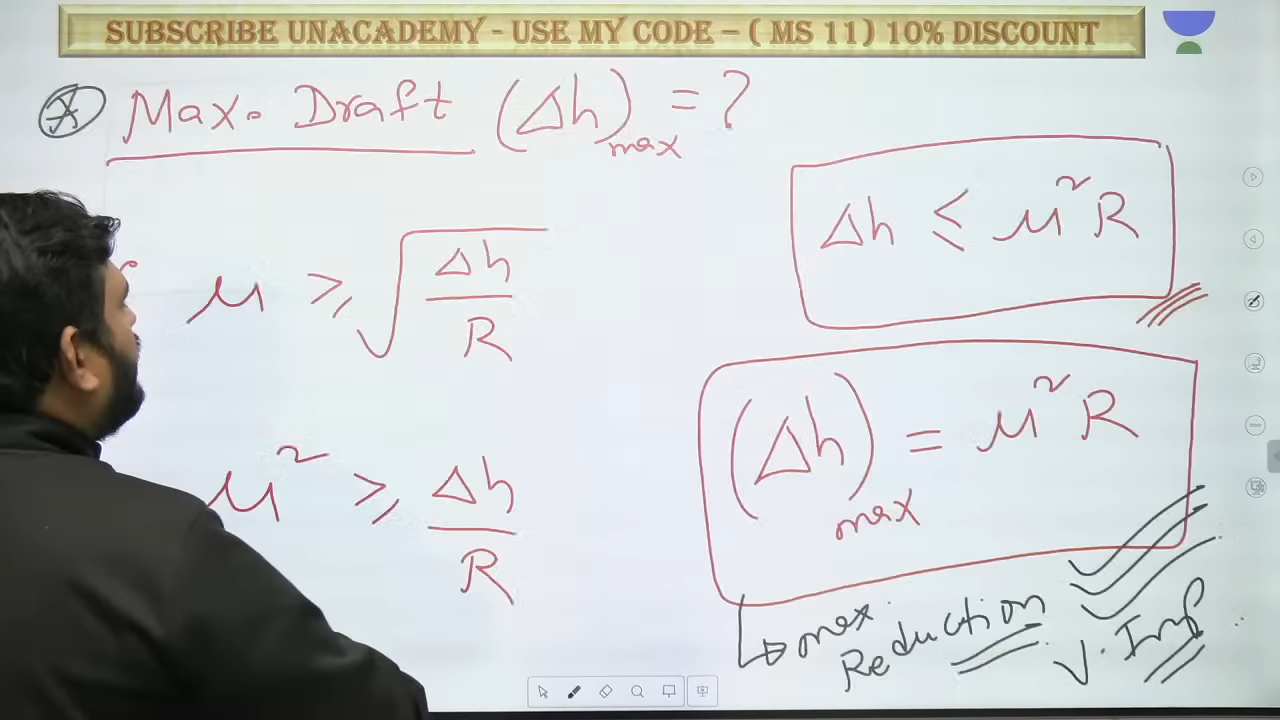 SUBSCRIBE UNACADEMY - USE MY CODE – ( MS 11) 10% DISCOUNT
Max. Draft (Δh)max = ?
μ ≥ √(Δh/R)
μ² ≥ Δh/R
Δh ≤ μ²R
(Δh)max = μ²R
↳ max
Reduction
V. Imp